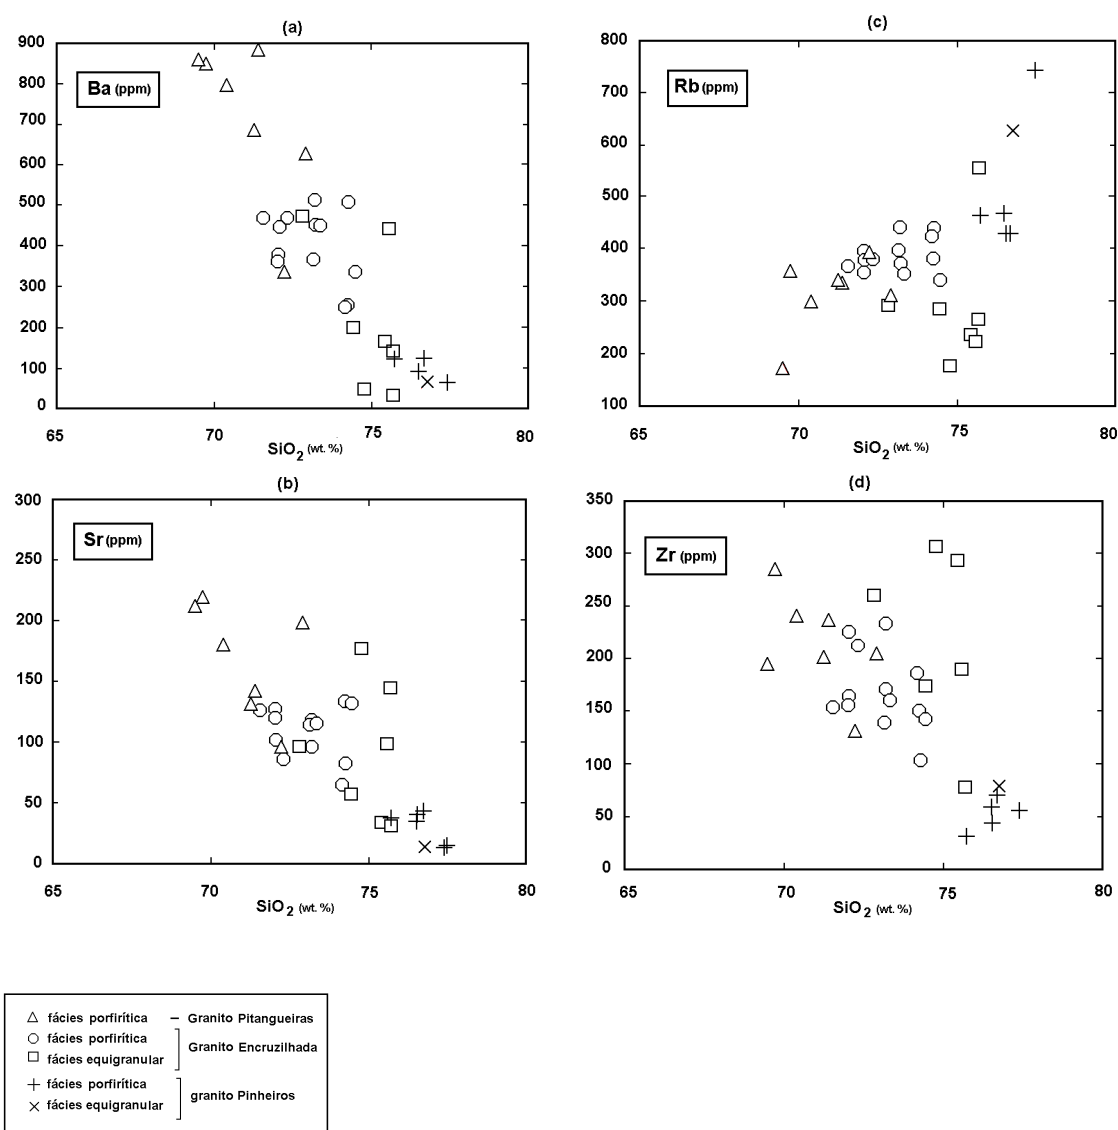 (a)
900
800
700
600
500
400
300
200
100
0
Ba (ppm)
65
70
75
80
SiO2 (wt. %)
(c)
800
700
600
500
400
300
200
100
Rb (ppm)
65
70
75
80
SiO2 (wt. %)
(b)
300
250
200
150
100
50
0
Sr (ppm)
65
70
75
80
SiO2 (wt. %)
(d)
350
300
250
200
150
100
50
0
Zr (ppm)
65
70
75
80
SiO2 (wt. %)
fácies porfirítica – Granito Pitangueiras
fácies porfirítica
fácies equigranular
Granito Encruzilhada
fácies porfirítica
fácies equigranular
granito Pinheiros